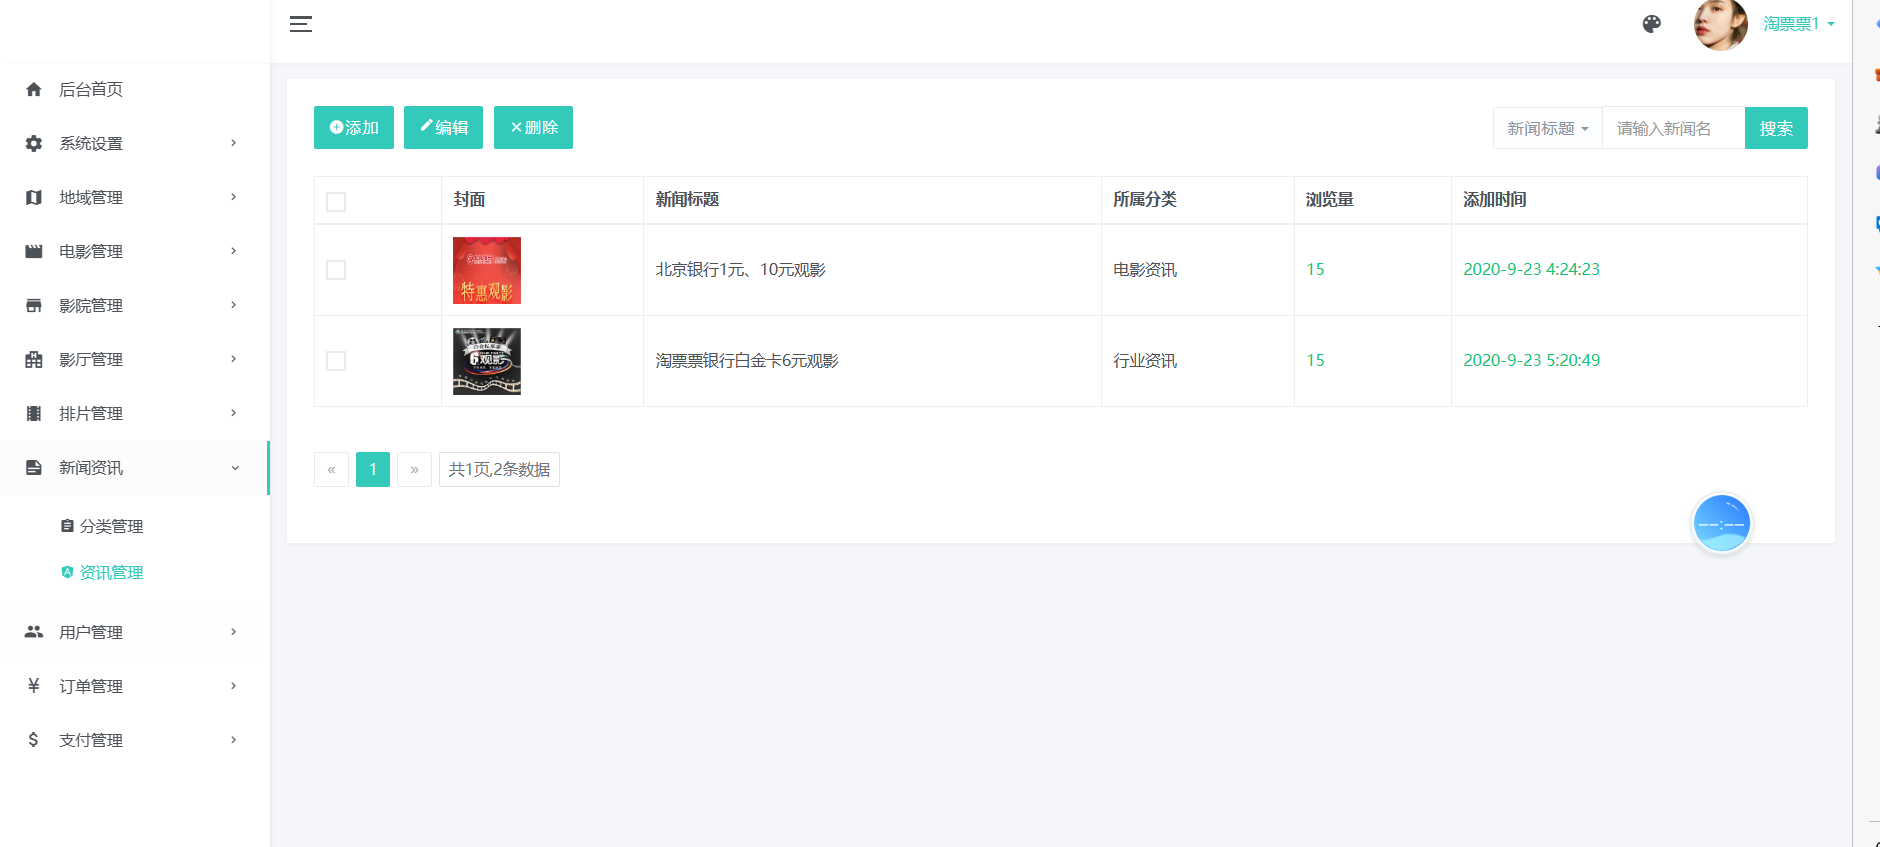 淘票票1
后台首页
系统设置
地域管理
电影管理
影院管理
影厅管理
排片管理
新闻资讯
分类管理
资讯管理
用户管理
订单管理
支付管理
添加 编辑 删除
新闻标题 请输入新闻名 搜索
封面 新闻标题 所属分类 浏览量 添加时间
特惠观影
北京银行1元、10元观影 电影资讯 15 2020-9-23 4:24:23
6 观影
淘票票银行白金卡6元观影 行业资讯 15 2020-9-23 5:20:49
« 1 » 共1页,2条数据
--:--